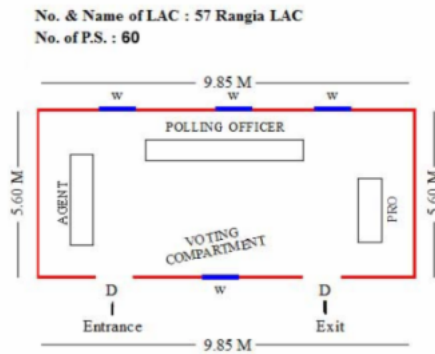 No. & Name of LAC : 57 Rangia LAC
No. of P.S. : 60
9.85 M
w w w
POLLING OFFICER
5.60 M
AGENT
PRO
5.60 M
VOTING
COMPARTMENT
D w D
Entrance Exit
9.85 M